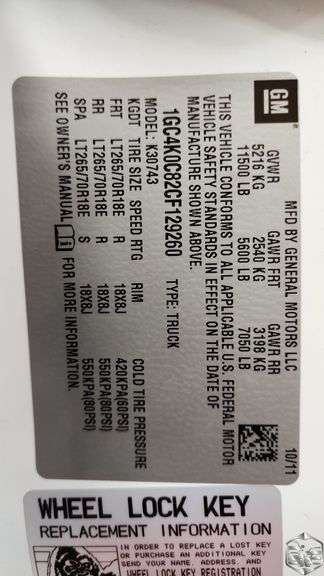 GM
MFD BY GENERAL MOTORS LLC 10/11
GVWR GAWR FRT GAWR RR
5216 KG 2540 KG 3198 KG
11500 LB 5600 LB 7050 LB
THIS VEHICLE CONFORMS TO ALL APPLICABLE U.S. FEDERAL MOTOR
VEHICLE SAFETY STANDARDS IN EFFECT ON THE DATE OF
MANUFACTURE SHOWN ABOVE.
1GC4K0C82CF129260 TYPE: TRUCK
MODEL: K30743
KGDT TIRE SIZE SPEED RTG RIM COLD TIRE PRESSURE
FRT LT265/70R18E R 18X8J 420KPA(60PSI)
RR LT265/70R18E R 18X8J 550KPA(80PSI)
SPA LT265/70R18E S 18X8J 550KPA(80PSI)
SEE OWNER'S MANUAL FOR MORE INFORMATION.
WHEEL LOCK KEY
REPLACEMENT INFORMATION
IN ORDER TO REPLACE A LOST KEY
OR PURCHASE AN ADDITIONAL KEY
SEND YOUR NAME, ADDRESS, AND
WHEEL LOCK KEY REGISTRATION